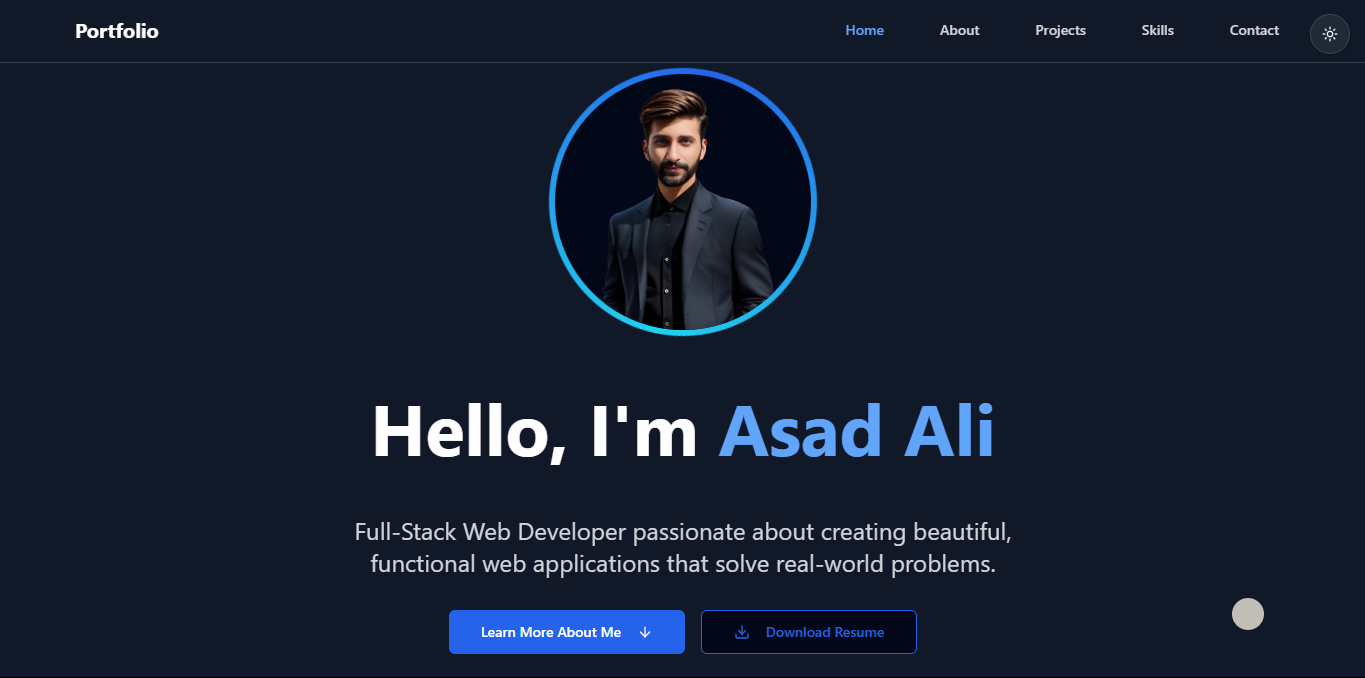 Portfolio
Home
About
Projects
Skills
Contact
Hello, I'm Asad Ali
Full-Stack Web Developer passionate about creating beautiful,
functional web applications that solve real-world problems.
Learn More About Me
Download Resume